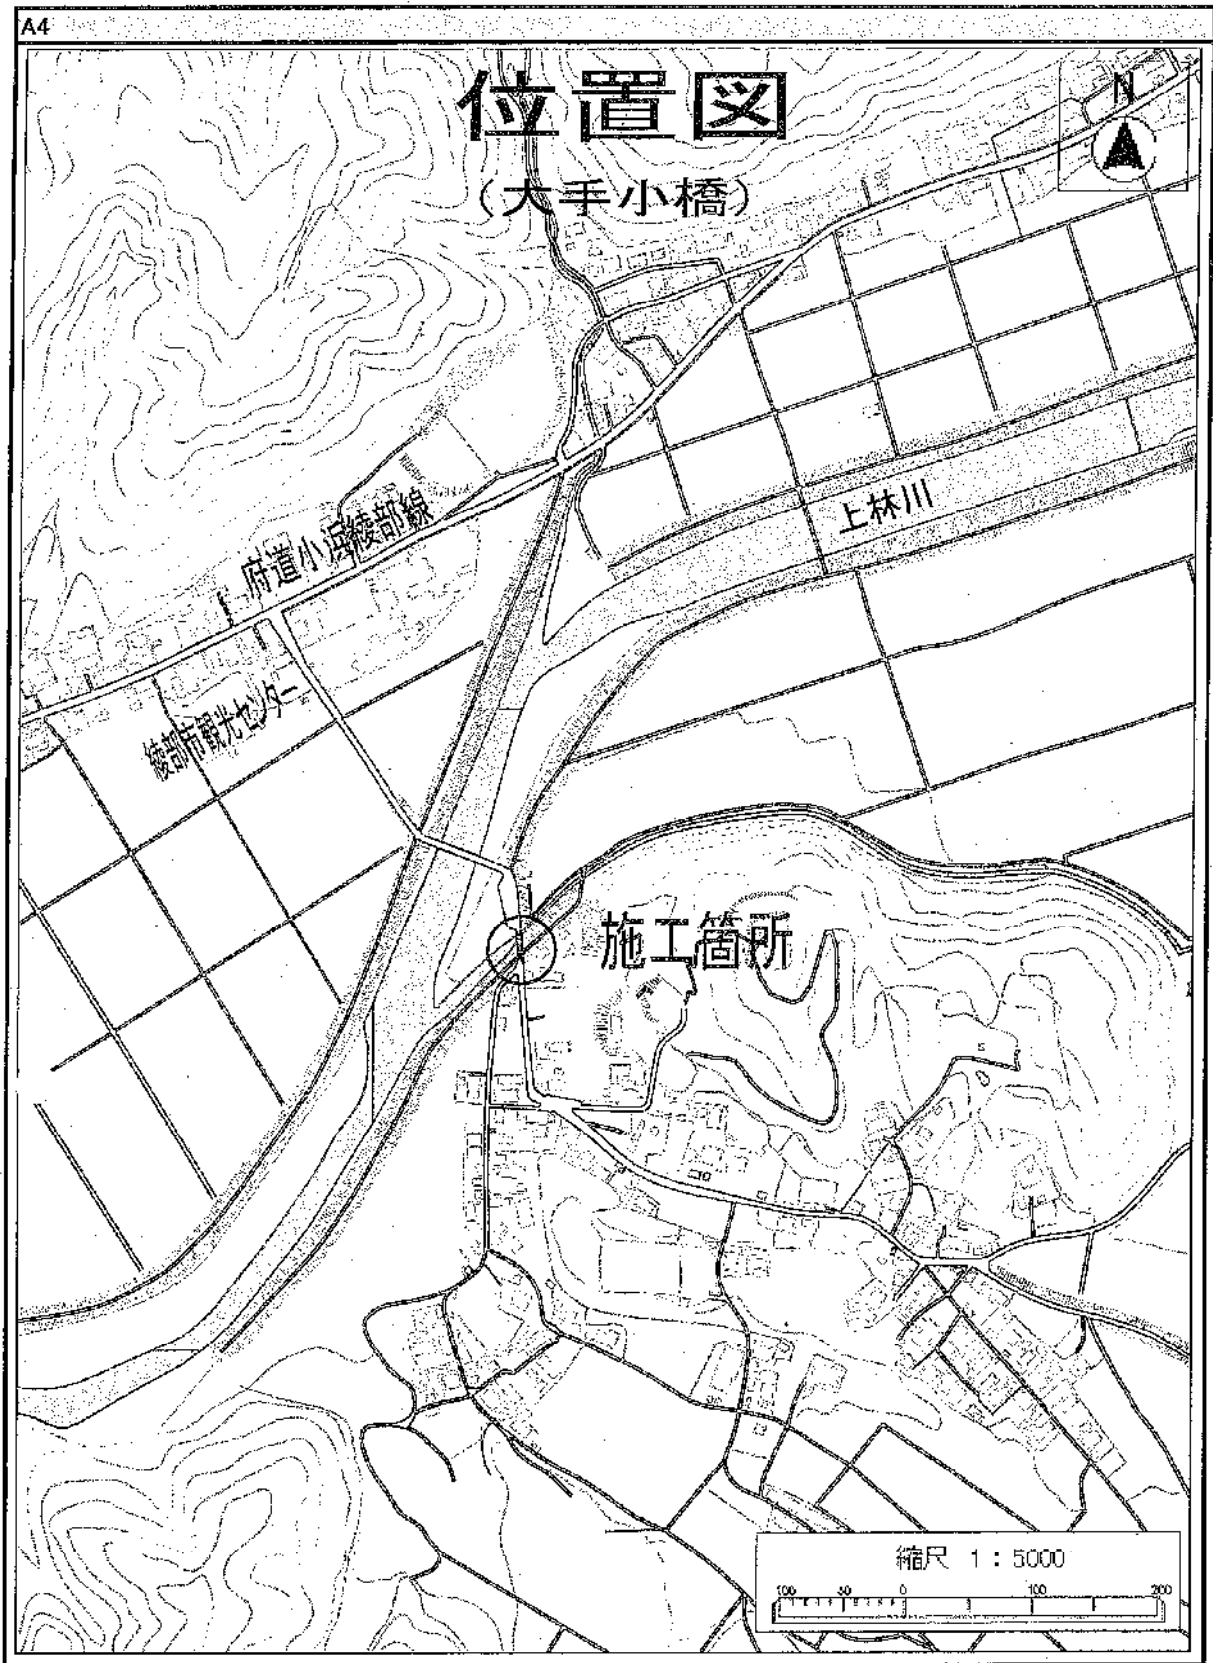 A4
位置図
(大手小橋)
N
上林川
府道小浜綾部線
綾部市観光センター
施工箇所
縮尺 1：5000
100 50 0 100 200